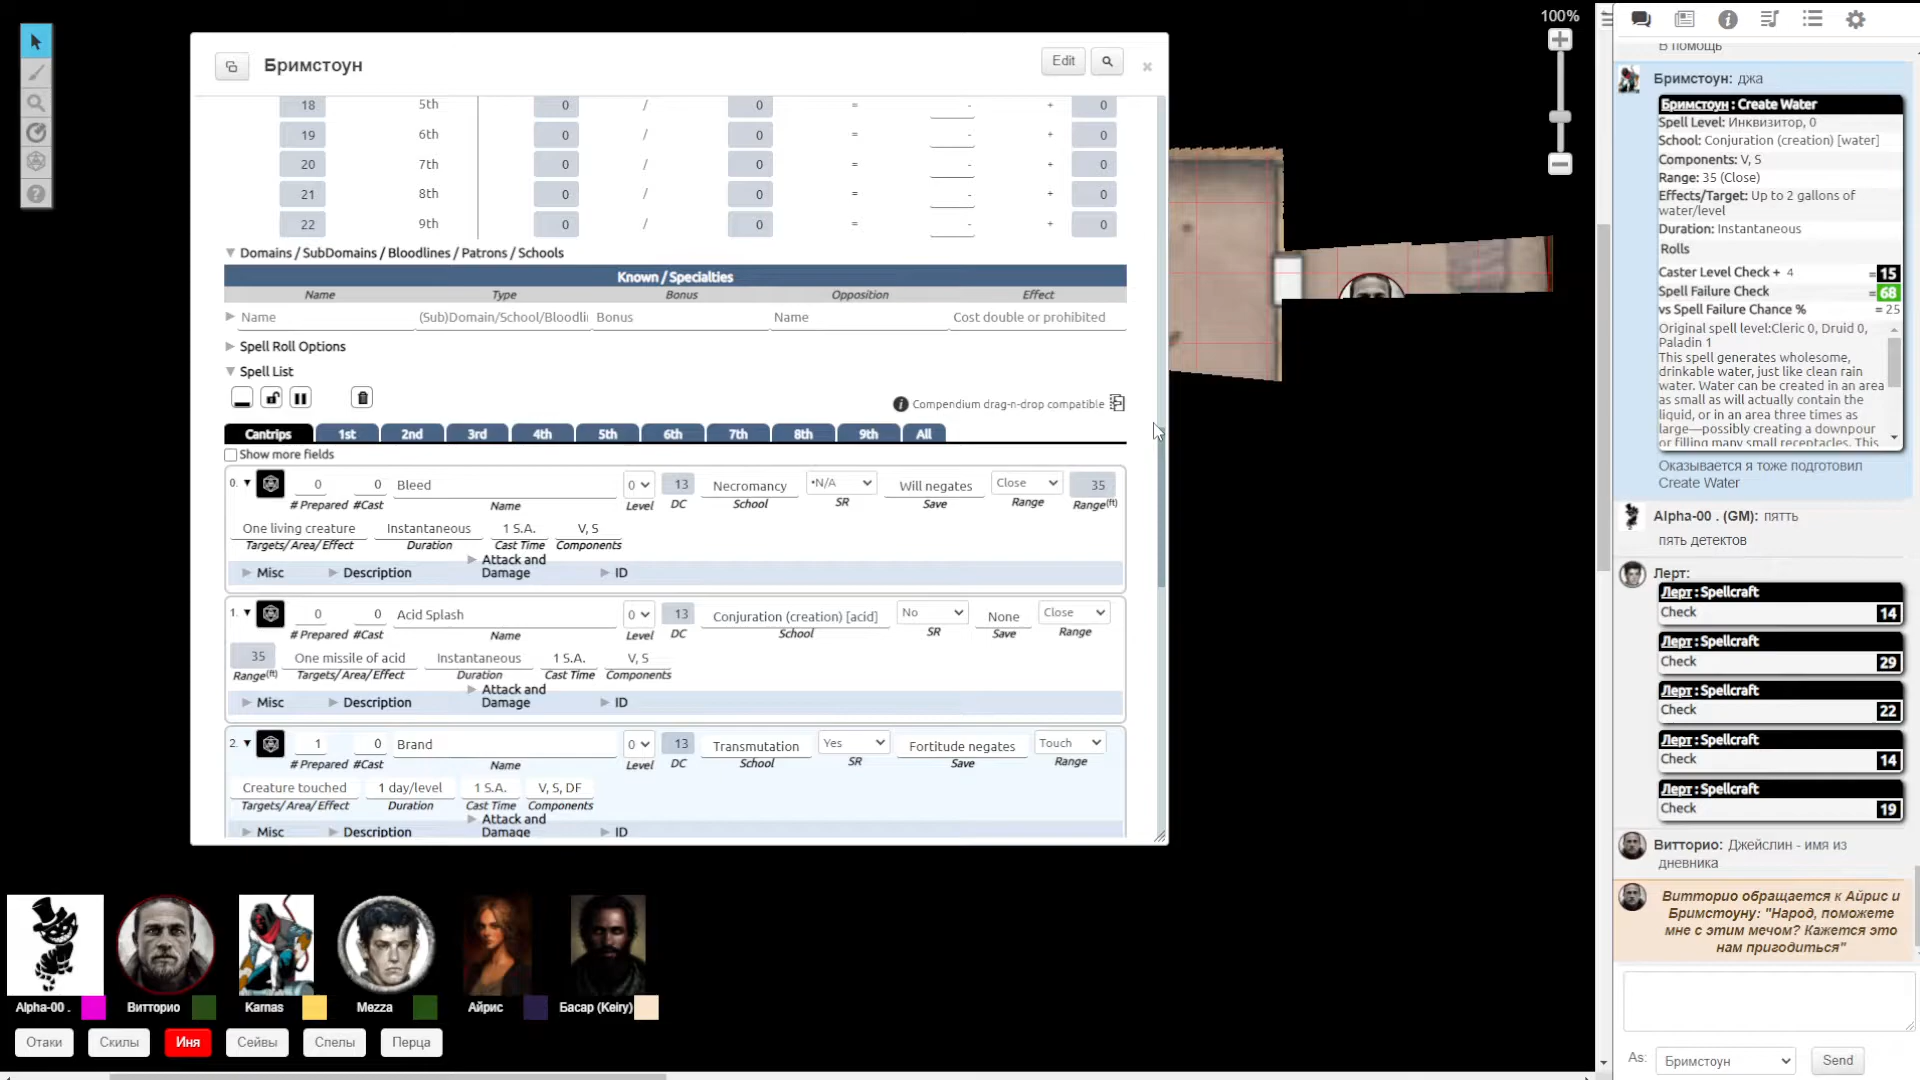 100%
Бримстоун
Edit
18 5th 0 / 0 = - + 0
19 6th 0 / 0 = - + 0
20 7th 0 / 0 = - + 0
21 8th 0 / 0 = - + 0
22 9th 0 / 0 = - + 0
Domains / SubDomains / Bloodlines / Patrons / Schools
Known / Specialties
Name Type Bonus Opposition Effect
Name (Sub)Domain/School/Bloodli Bonus Name Cost double or prohibited
Spell Roll Options
Spell List
Compendium drag-n-drop compatible
Cantrips 1st 2nd 3rd 4th 5th 6th 7th 8th 9th All
Show more fields
0. 0 0 Bleed 0 13 Necromancy •N/A Will negates Close 35
# Prepared #Cast Name Level DC School SR Save Range Range(ft)
One living creature Instantaneous 1 S.A. V, S
Targets/Area/Effect Duration Cast Time Components
Misc Description Attack and Damage ID
1. 0 0 Acid Splash 0 13 Conjuration (creation) [acid] No None Close
# Prepared #Cast Name Level DC School SR Save Range
35 One missile of acid Instantaneous 1 S.A. V, S
Range(ft) Targets/Area/Effect Duration Cast Time Components
Misc Description Attack and Damage ID
2. 1 0 Brand 0 13 Transmutation Yes Fortitude negates Touch
# Prepared #Cast Name Level DC School SR Save Range
Creature touched 1 day/level 1 S.A. V, S, DF
Targets/Area/Effect Duration Cast Time Components
Misc Description Attack and Damage ID
Alpha-00 . Витторио Karnas Mezza Айрис Басар (Keiry)
Отаки Скилы Иня Сейвы Спелы Перца
В помощь
Бримстоун: джа
Бримстоун : Create Water
Spell Level: Инквизитор, 0
School: Conjuration (creation) [water]
Components: V, S
Range: 35 (Close)
Effects/Target: Up to 2 gallons of
water/level
Duration: Instantaneous
Rolls
Caster Level Check + 4 =15
Spell Failure Check =68
vs Spell Failure Chance % = 25
Original spell level:Cleric 0, Druid 0,
Paladin 1
This spell generates wholesome,
drinkable water, just like clean rain
water. Water can be created in an area
as small as will actually contain the
liquid, or in an area three times as
large—possibly creating a downpour
or filling many small receptacles. This
Оказывается я тоже подготовил
Create Water
Alpha-00 . (GM): пятть
пять детектов
Лерт:
Лерт : Spellcraft
Check 14
Лерт : Spellcraft
Check 29
Лерт : Spellcraft
Check 22
Лерт : Spellcraft
Check 14
Лерт : Spellcraft
Check 19
Витторио: Джейслин - имя из
дневника
Витторио обращается к Айрис и
Бримстоуну: "Народ, поможете
мне с этим мечом? Кажется это
нам пригодиться"
As: Бримстоун Send